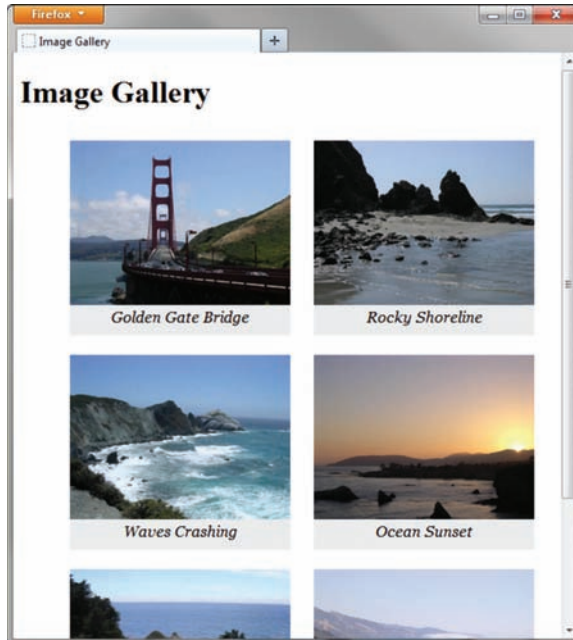 Firefox
Image Gallery
Image Gallery
Golden Gate Bridge
Rocky Shoreline
Waves Crashing
Ocean Sunset